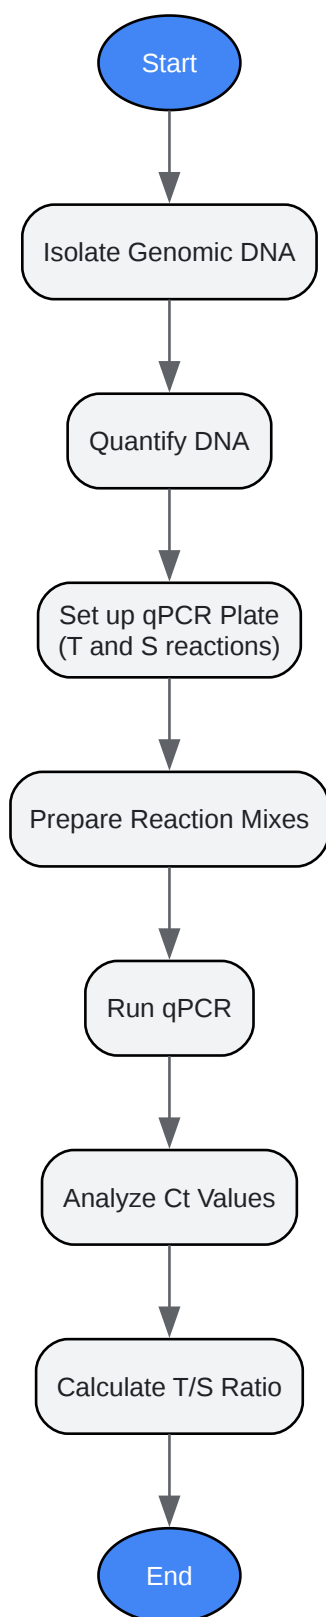 Start
Isolate Genomic DNA
Quantify DNA
Set up qPCR Plate
(T and S reactions)
Prepare Reaction Mixes
Run qPCR
Analyze Ct Values
Calculate T/S Ratio
End